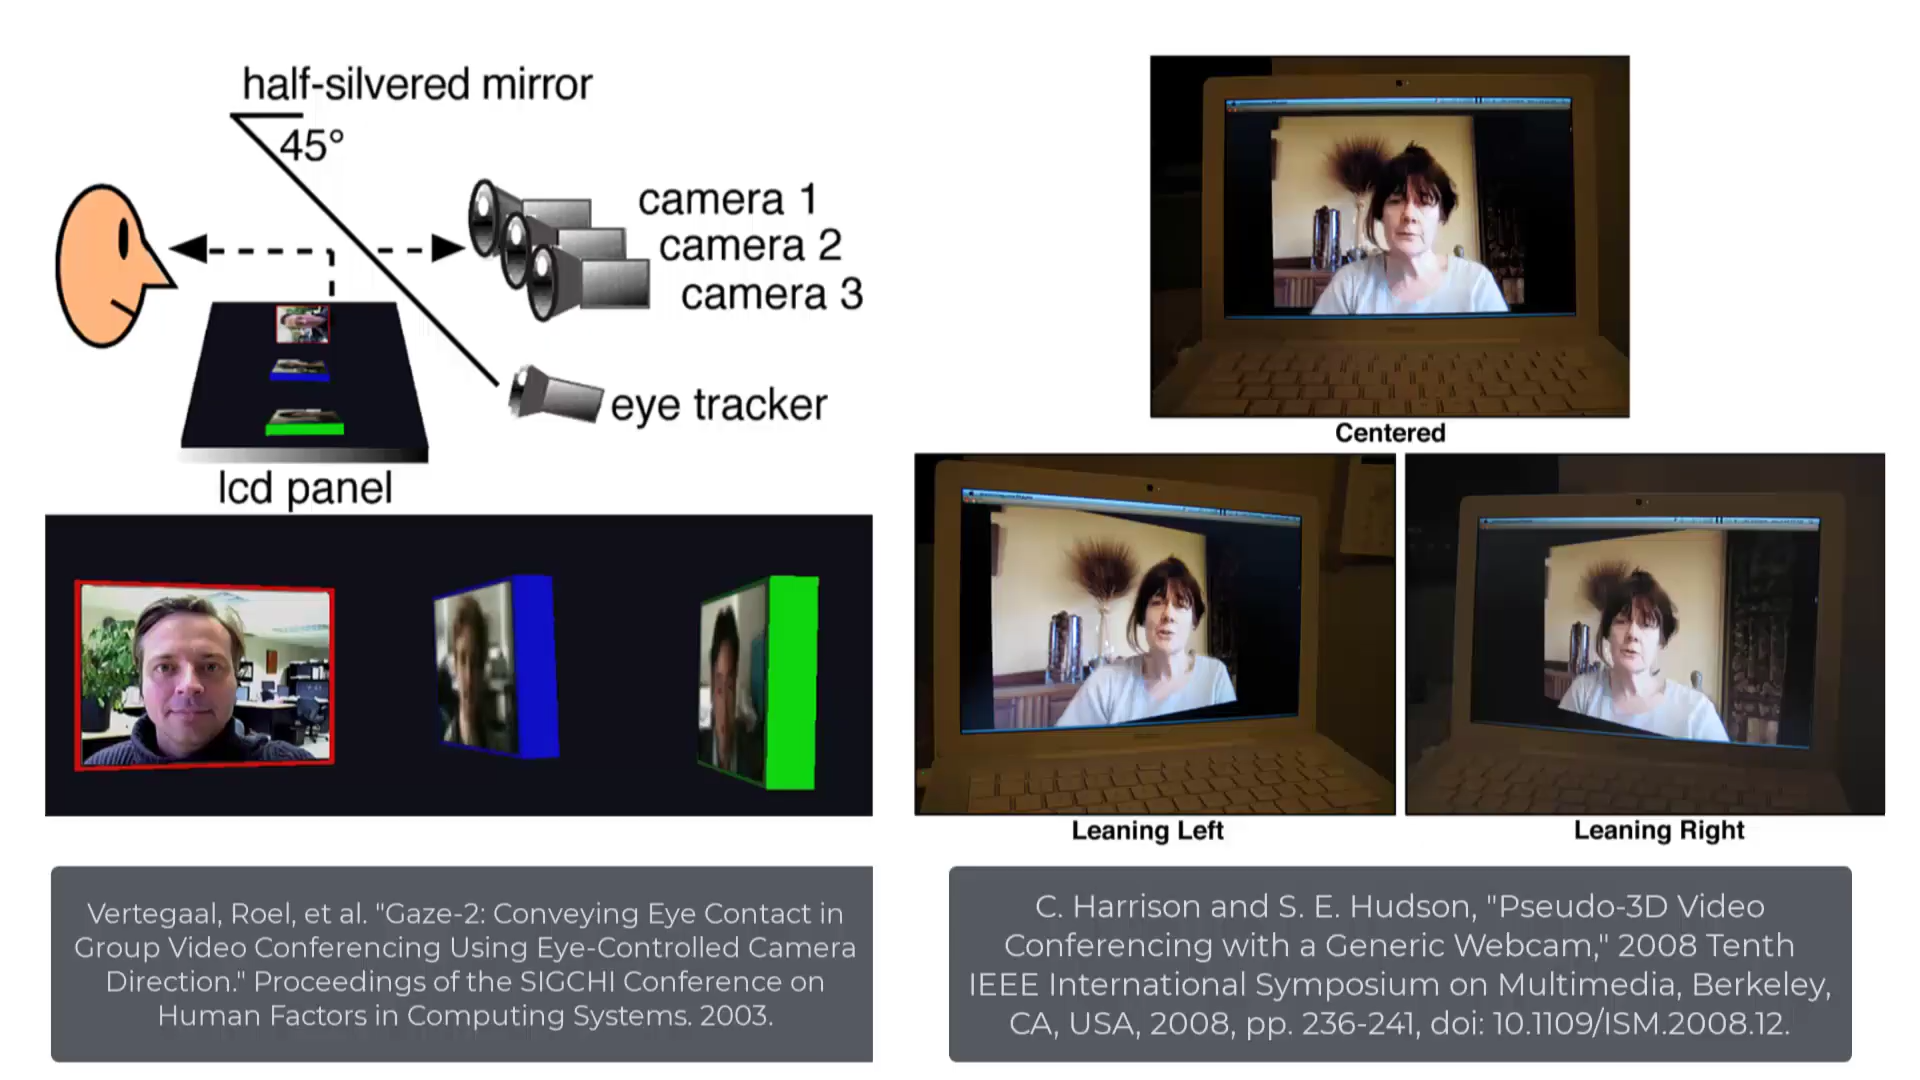 half-silvered mirror
45°
camera 1
camera 2
camera 3
eye tracker
lcd panel
Vertegaal, Roel, et al. "Gaze-2: Conveying Eye Contact in
Group Video Conferencing Using Eye-Controlled Camera
Direction." Proceedings of the SIGCHI Conference on
Human Factors in Computing Systems. 2003.
Centered
Leaning Left
Leaning Right
C. Harrison and S. E. Hudson, "Pseudo-3D Video
Conferencing with a Generic Webcam," 2008 Tenth
IEEE International Symposium on Multimedia, Berkeley,
CA, USA, 2008, pp. 236-241, doi: 10.1109/ISM.2008.12.